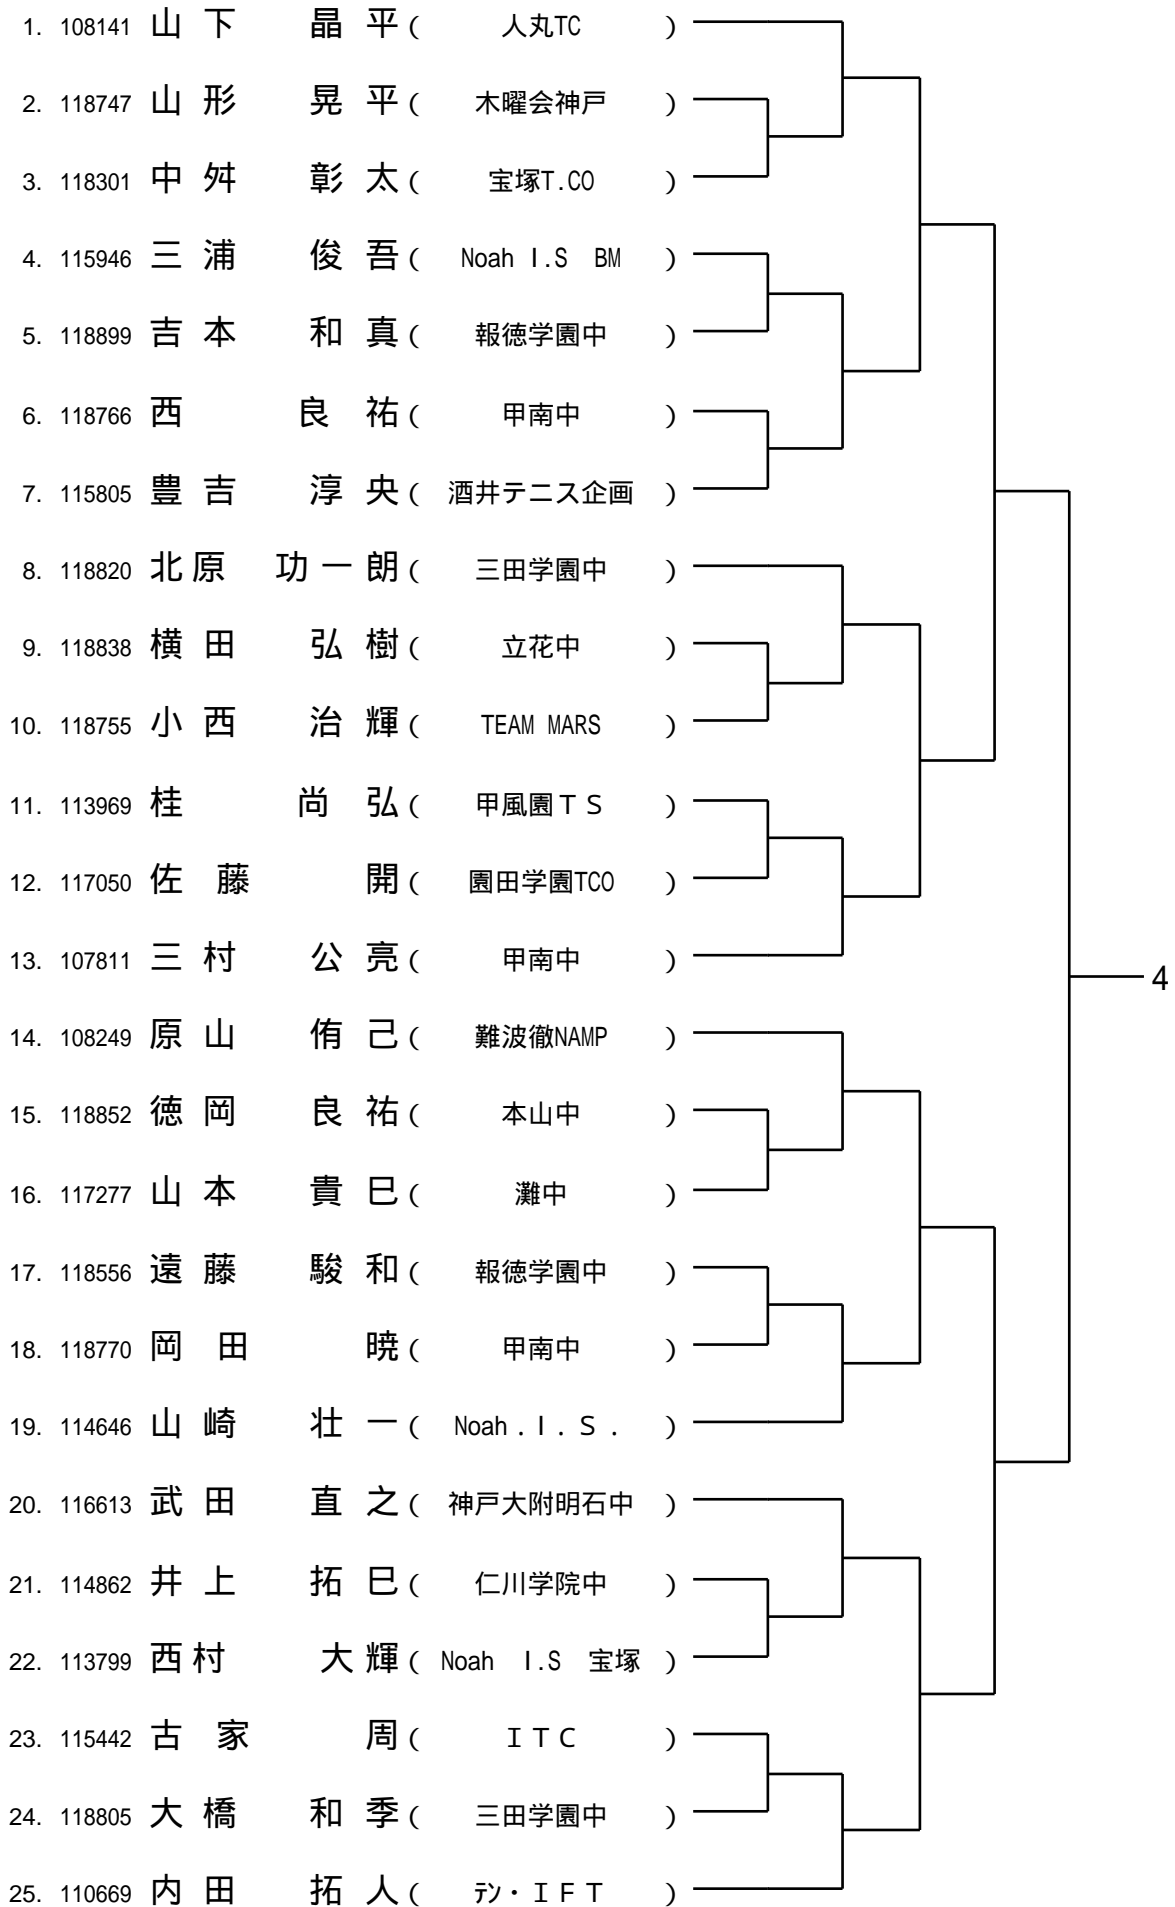 1. 108141 山下 晶平 ( 人丸TC )
2. 118747 山形 晃平 ( 木曜会神戸 )
3. 118301 中舛 彰太 ( 宝塚T.CO )
4. 115946 三浦 俊吾 ( Noah I.S BM )
5. 118899 吉本 和真 ( 報徳学園中 )
6. 118766 西 良祐 ( 甲南中 )
7. 115805 豊吉 淳央 ( 酒井テニス企画 )
8. 118820 北原 功一朗 ( 三田学園中 )
9. 118838 横田 弘樹 ( 立花中 )
10. 118755 小西 治輝 ( TEAM MARS )
11. 113969 桂 尚弘 ( 甲風園ＴＳ )
12. 117050 佐藤 開 ( 園田学園TCO )
13. 107811 三村 公亮 ( 甲南中 )
4
14. 108249 原山 侑己 ( 難波徹NAMP )
15. 118852 徳岡 良祐 ( 本山中 )
16. 117277 山本 貴巳 ( 灘中 )
17. 118556 遠藤 駿和 ( 報徳学園中 )
18. 118770 岡田 暁 ( 甲南中 )
19. 114646 山崎 壮一 ( Noah．I．S． )
20. 116613 武田 直之 ( 神戸大附明石中 )
21. 114862 井上 拓巳 ( 仁川学院中 )
22. 113799 西村 大輝 ( Noah I.S 宝塚 )
23. 115442 古家 周 ( ＩＴＣ )
24. 118805 大橋 和季 ( 三田学園中 )
25. 110669 内田 拓人 ( ﾃﾝ・ＩＦＴ )